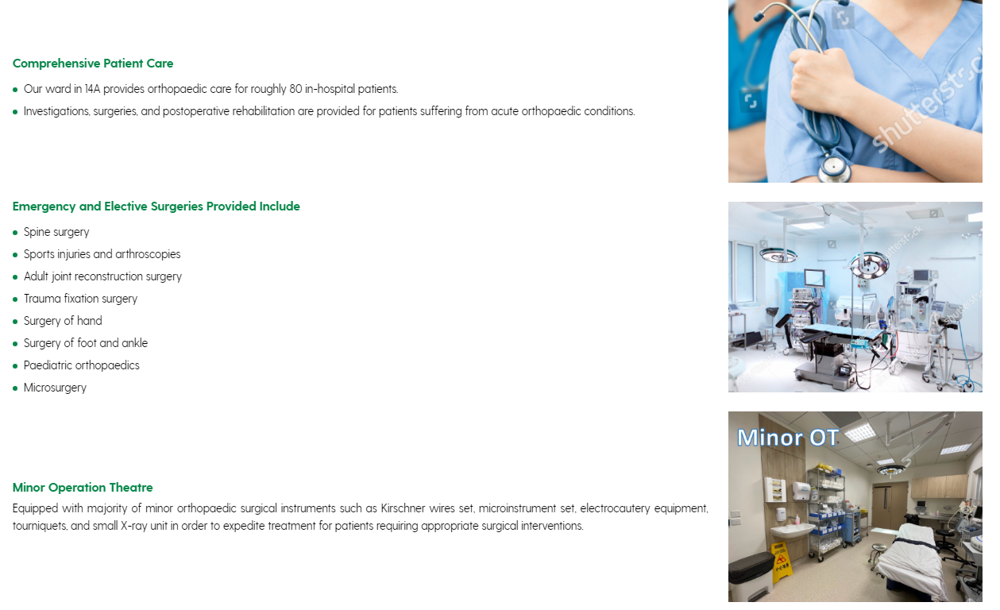 Comprehensive Patient Care
Our ward in 14A provides orthopaedic care for roughly 80 in-hospital patients.
Investigations, surgeries, and postoperative rehabilitation are provided for patients suffering from acute orthopaedic conditions.
shutterstock
Emergency and Elective Surgeries Provided Include
Spine surgery
Sports injuries and arthroscopies
Adult joint reconstruction surgery
Trauma fixation surgery
Surgery of hand
Surgery of foot and ankle
Paediatric orthopaedics
Microsurgery
shutterstock
Minor OT
Minor Operation Theatre
Equipped with majority of minor orthopaedic surgical instruments such as Kirschner wires set, microinstrument set, electrocautery equipment,
tourniquets, and small X-ray unit in order to expedite treatment for patients requiring appropriate surgical interventions.